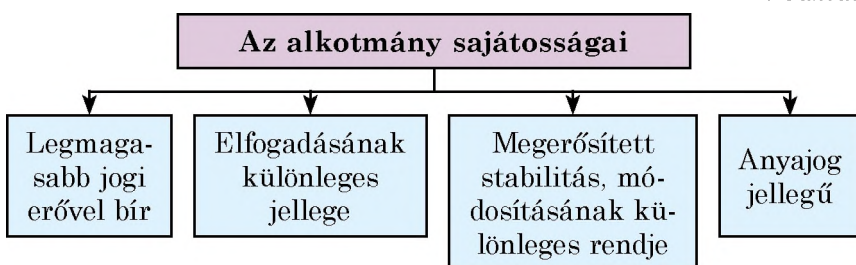 Az alkotmány sajátosságai
Legmaga-
sabb jogi
erővel bír
Elfogadásának
különleges
jellege
Megerősített
stabilitás, mó-
dosításának kü-
lönleges rendje
Anyajog
jellegű